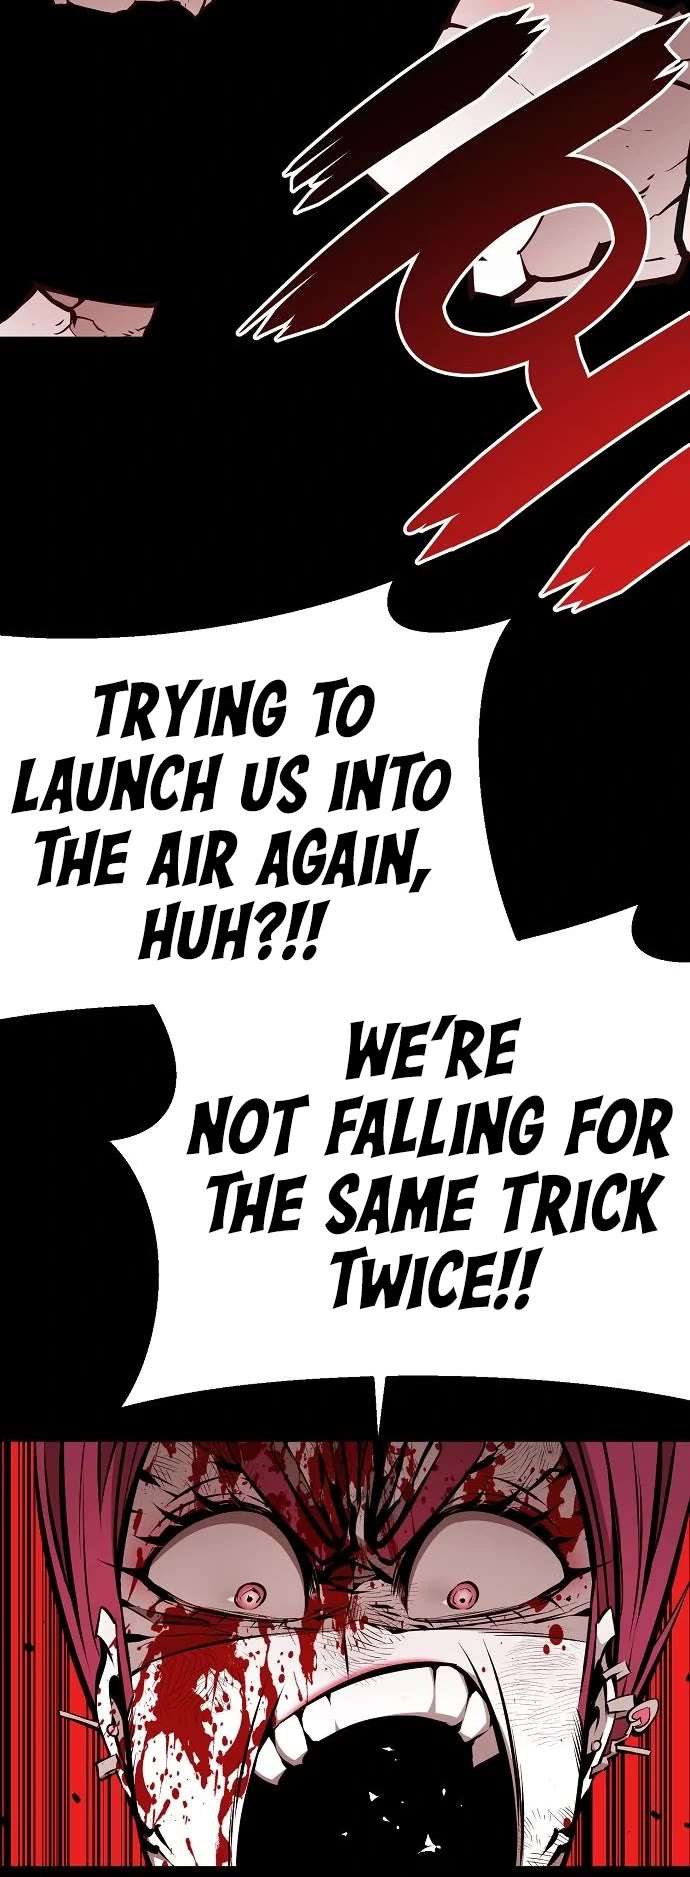 TRYING TO
LAUNCH US INTO
THE AIR AGAIN,
HUH?!!
WE'RE
NOT FALLING FOR
THE SAME TRICK
TWICE!!